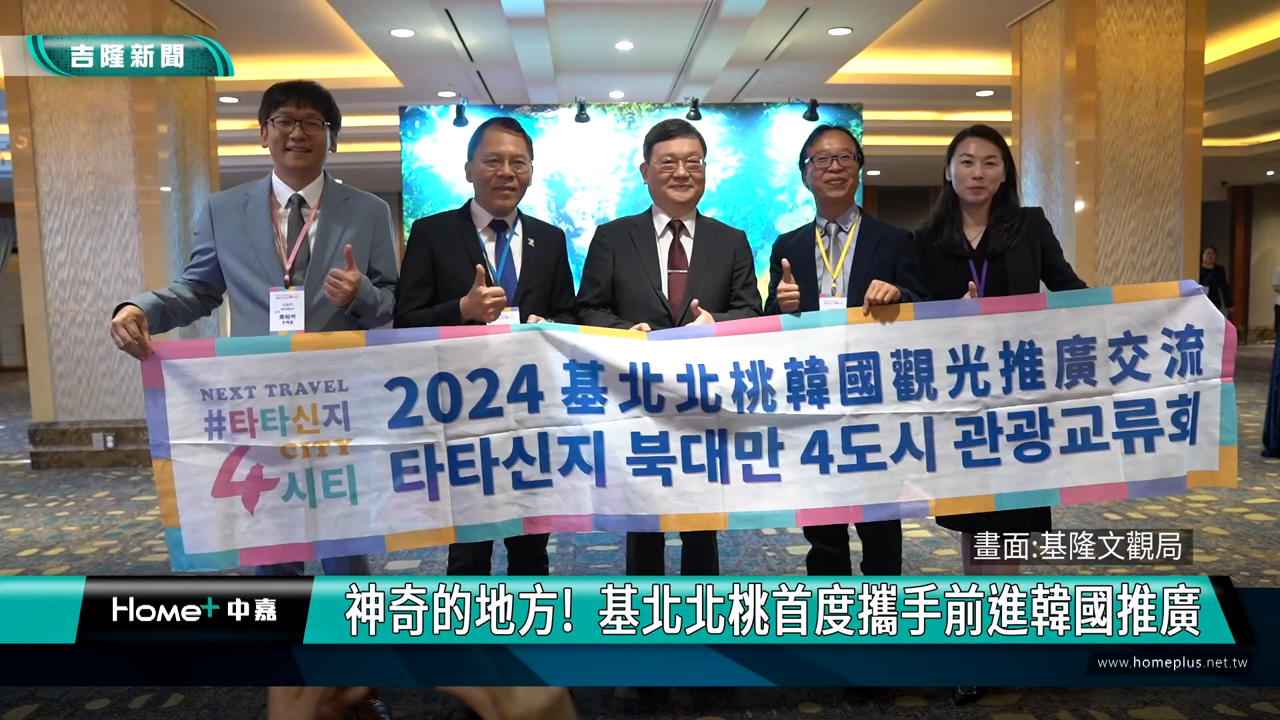 吉隆新聞
NEXT TRAVEL
#타타신지
CITY
4시티
2024 基北北桃韓國觀光推廣交流
타타신지 북대만 4도시 관광교류회
畫面:基隆文觀局
Home+ 中嘉
神奇的地方! 基北北桃首度攜手前進韓國推廣
www.homeplus.net.tw